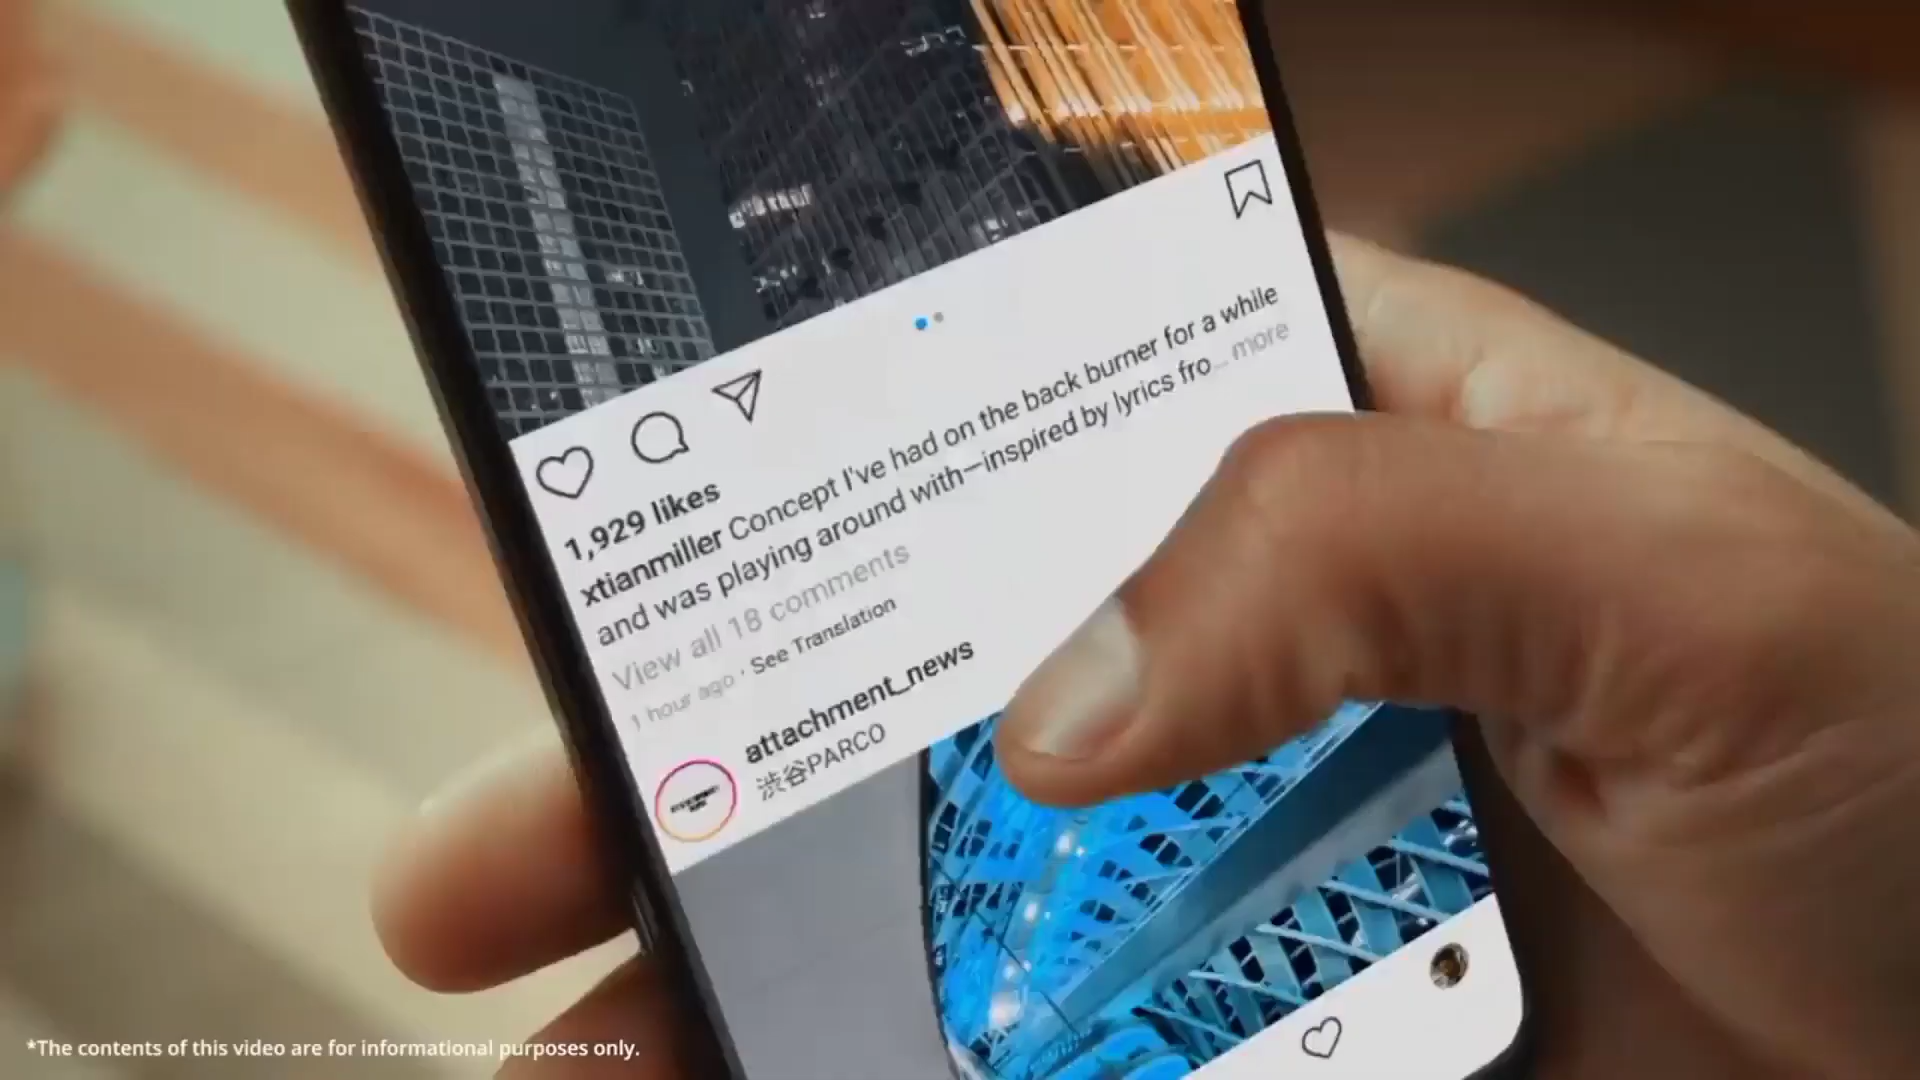 1,929 likes
xtianmiller Concept I've had on the back burner for a while
and was playing around with—inspired by lyrics fro... more
View all 18 comments
1 hour ago · See Translation
attachment_news
渋谷PARCO
*The contents of this video are for informational purposes only.